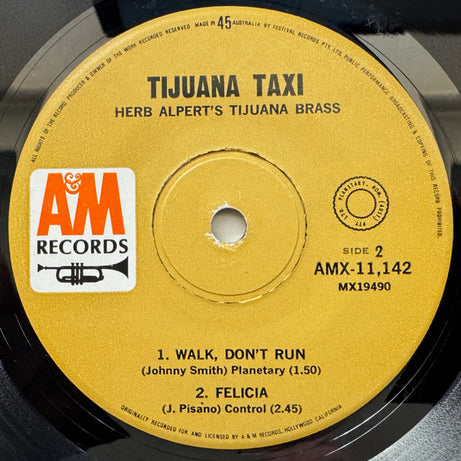 ALL RIGHTS OF THE RECORD PRODUCER & OWNER OF THE WORK RECORDED RESERVED MADE IN 45 AUSTRALIA BY FESTIVAL RECORDS PTY. LTD. PUBLIC PERFORMANCE, BROADCASTING & COPYING OF THIS RECORD PROHIBITED.
TIJUANA TAXI
HERB ALPERT'S TIJUANA BRASS
A&M
RECORDS
SIDE 2
AMX-11,142
MX19490
1. WALK, DON'T RUN
(Johnny Smith) Planetary (1.50)
2. FELICIA
(J. Pisano) Control (2.45)
ORIGINALLY RECORDED FOR AND LICENSED BY A & M RECORDS, HOLLYWOOD CALIFORNIA